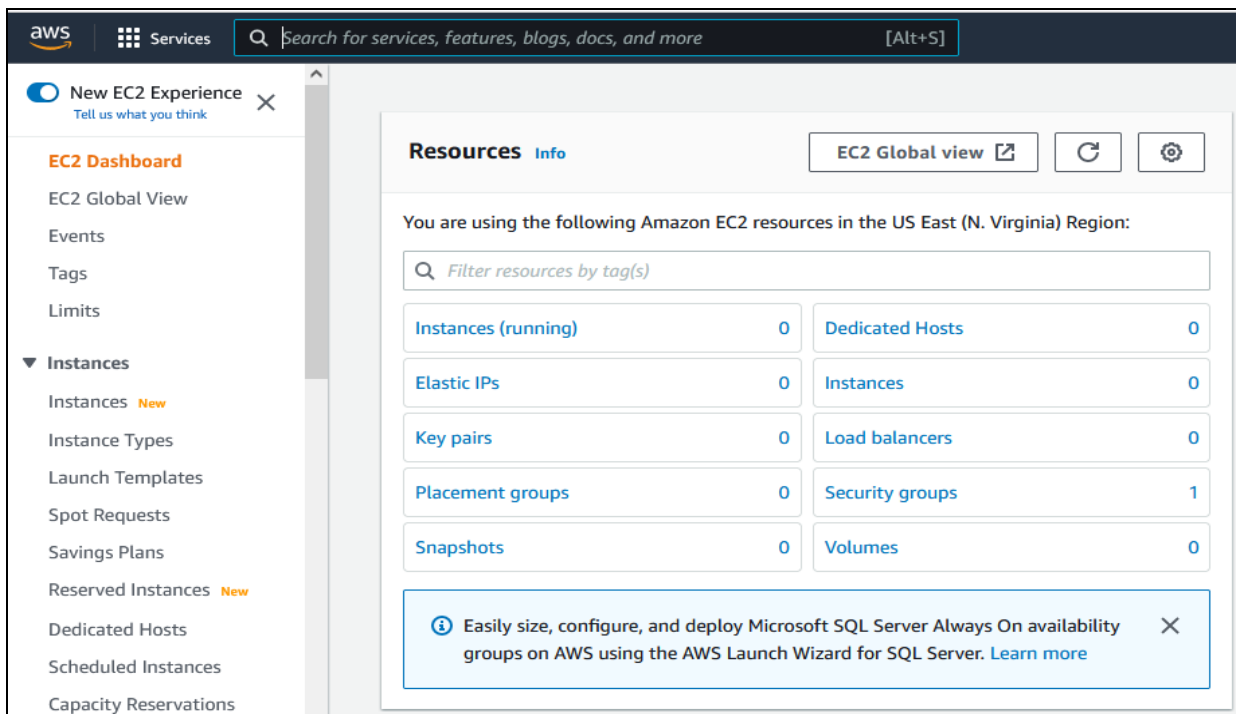 aws
Services
Search for services, features, blogs, docs, and more [Alt+S]
New EC2 Experience
Tell us what you think
EC2 Dashboard
EC2 Global View
Events
Tags
Limits
Instances
Instances New
Instance Types
Launch Templates
Spot Requests
Savings Plans
Reserved Instances New
Dedicated Hosts
Scheduled Instances
Capacity Reservations
Resources Info
EC2 Global view
You are using the following Amazon EC2 resources in the US East (N. Virginia) Region:
Filter resources by tag(s)
Instances (running) 0
Dedicated Hosts 0
Elastic IPs 0
Instances 0
Key pairs 0
Load balancers 0
Placement groups 0
Security groups 1
Snapshots 0
Volumes 0
Easily size, configure, and deploy Microsoft SQL Server Always On availability
groups on AWS using the AWS Launch Wizard for SQL Server. Learn more